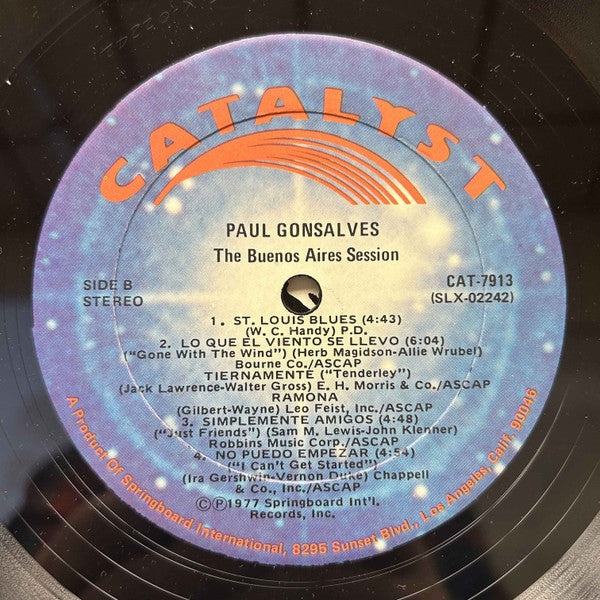 CATALYST
PAUL GONSALVES
The Buenos Aires Session
SIDE B
STEREO
CAT-7913
(SLX-02242)
1. ST. LOUIS BLUES (4:43)
(W. C. Handy) P.D.
2. LO QUE EL VIENTO SE LLEVO (6:04)
("Gone With The Wind") (Herb Magidson-Allie Wrubel)
Bourne Co./ASCAP
TIERNAMENTE ("Tenderley")
(Jack Lawrence-Walter Gross) E. H. Morris & Co./ASCAP
RAMONA
(Gilbert-Wayne) Leo Feist, Inc./ASCAP
3. SIMPLEMENTE AMIGOS (4:48)
("Just Friends") (Sam M. Lewis-John Klenner)
Robbins Music Corp./ASCAP
4. NO PUEDO EMPEZAR (4:54)
("I Can't Get Started")
(Ira Gershwin-Vernon Duke) Chappell
& Co., Inc./ASCAP
©Ⓟ1977 Springboard Int'l.
Records, Inc.
A Product Of Springboard International, 8295 Sunset Blvd., Los Angeles, Calif. 90046